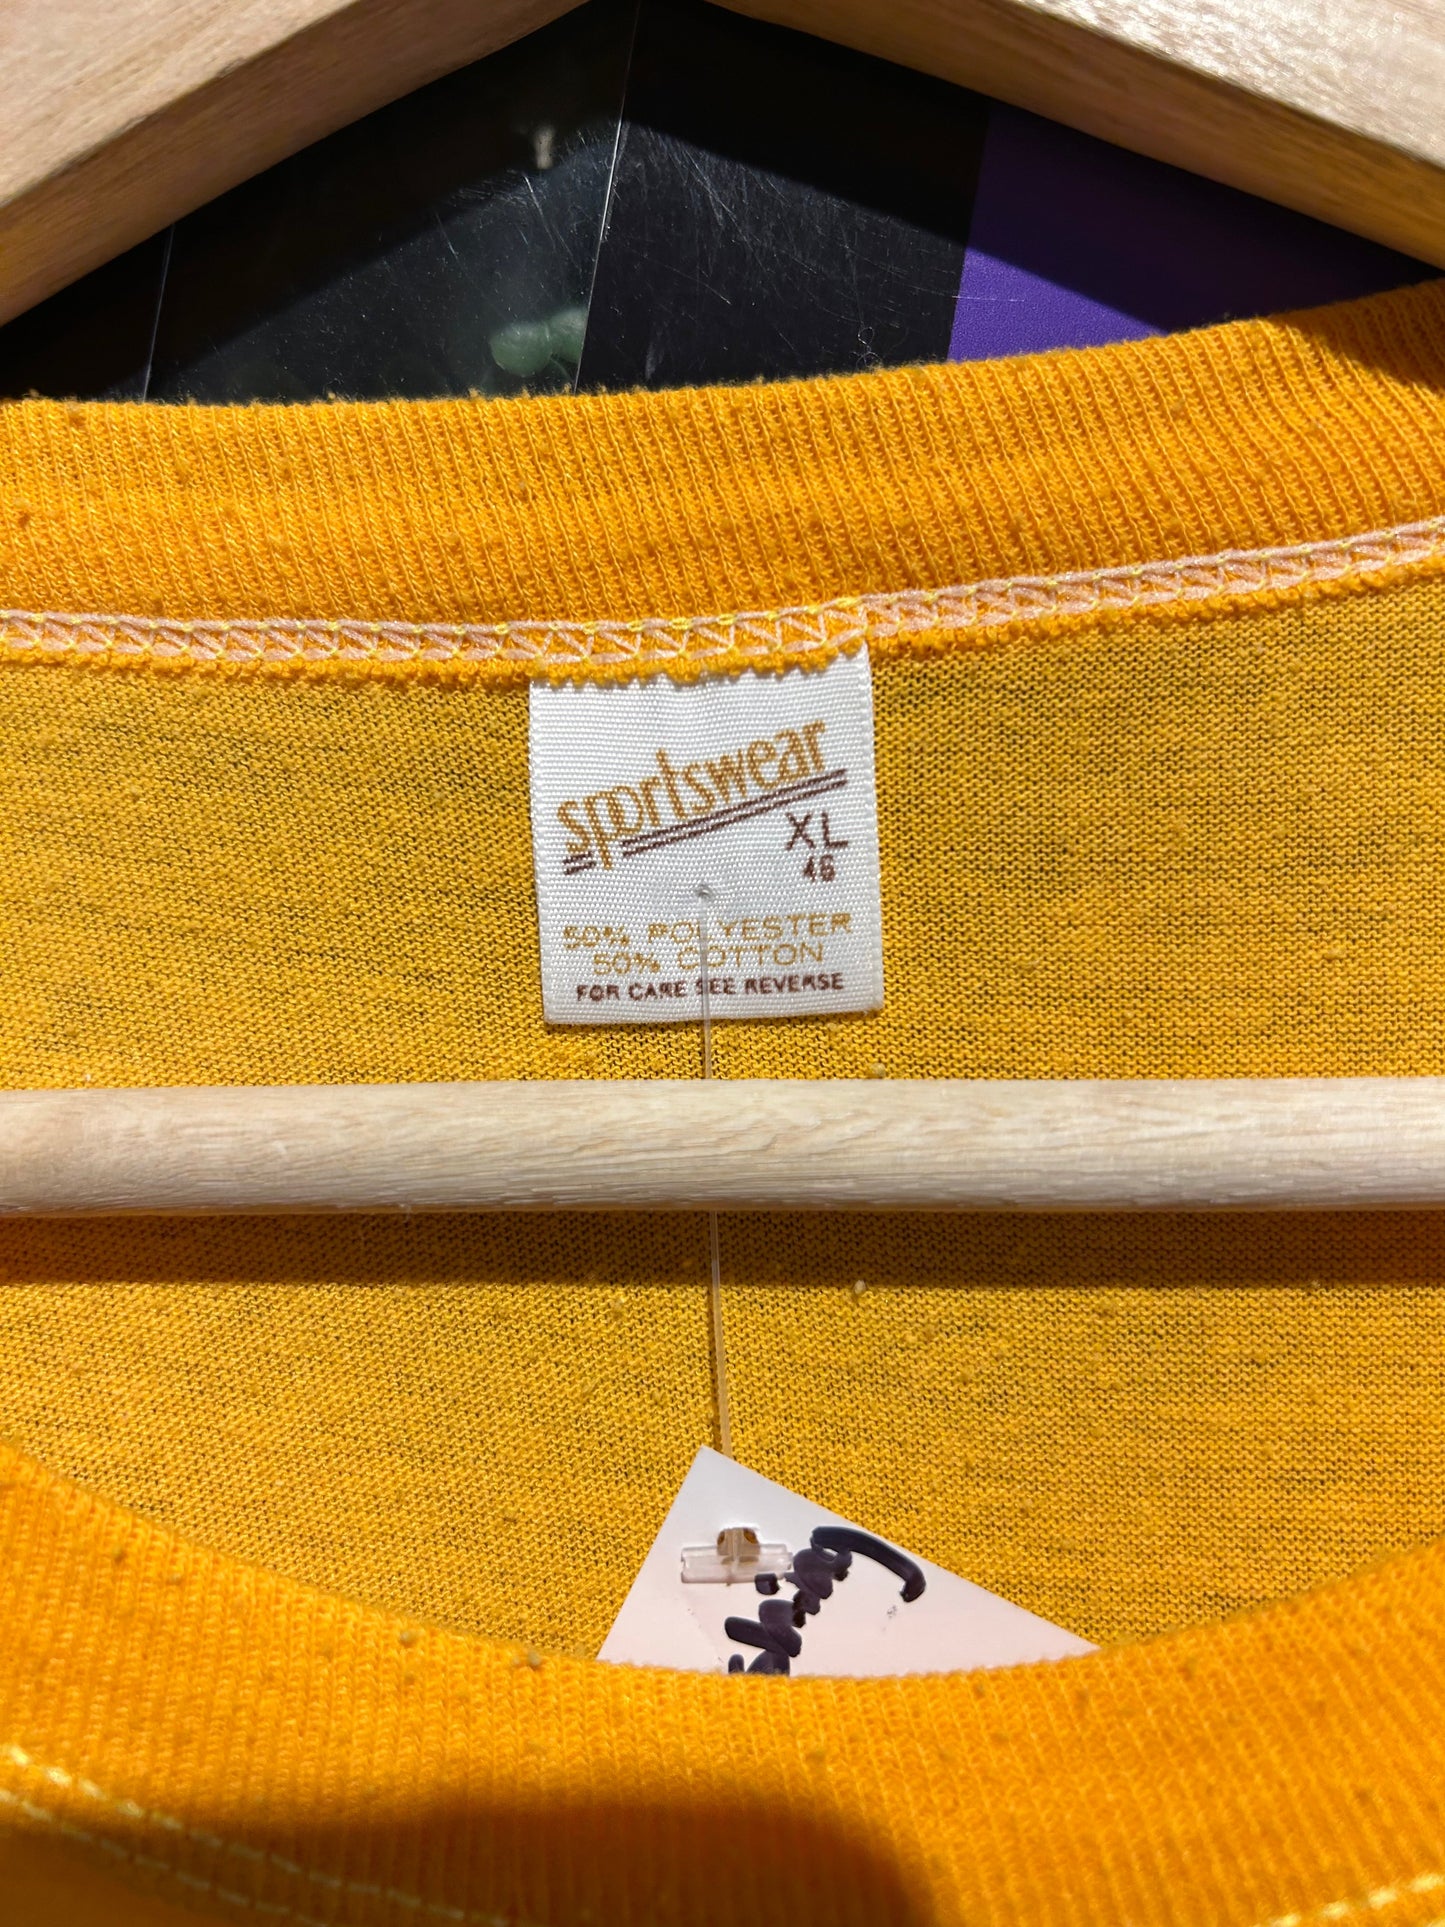 sportswear
XL
46
50% POLYESTER
50% COTTON
FOR CARE SEE REVERSE